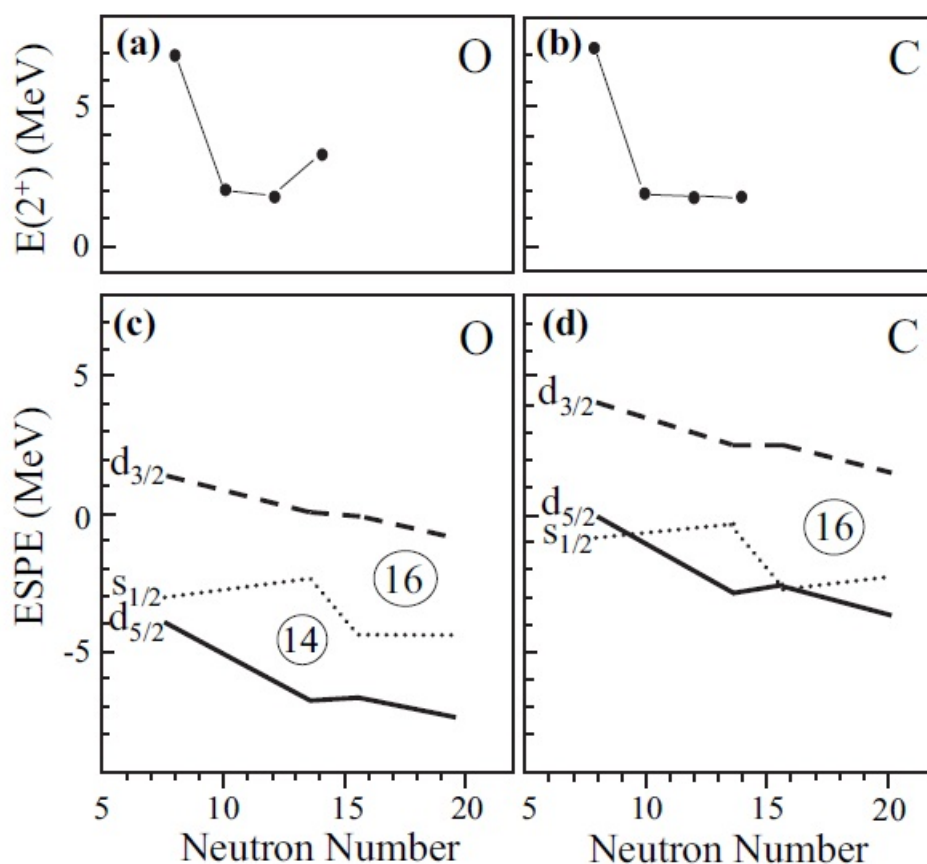 (a) O
(b) C
E(2⁺) (MeV)
5
0
(c) O
(d) C
ESPE (MeV)
5
0
-5
d3/2
s1/2
d5/2
14
16
d3/2
d5/2
s1/2
16
5 10 15 20
5 10 15 20
Neutron Number
Neutron Number